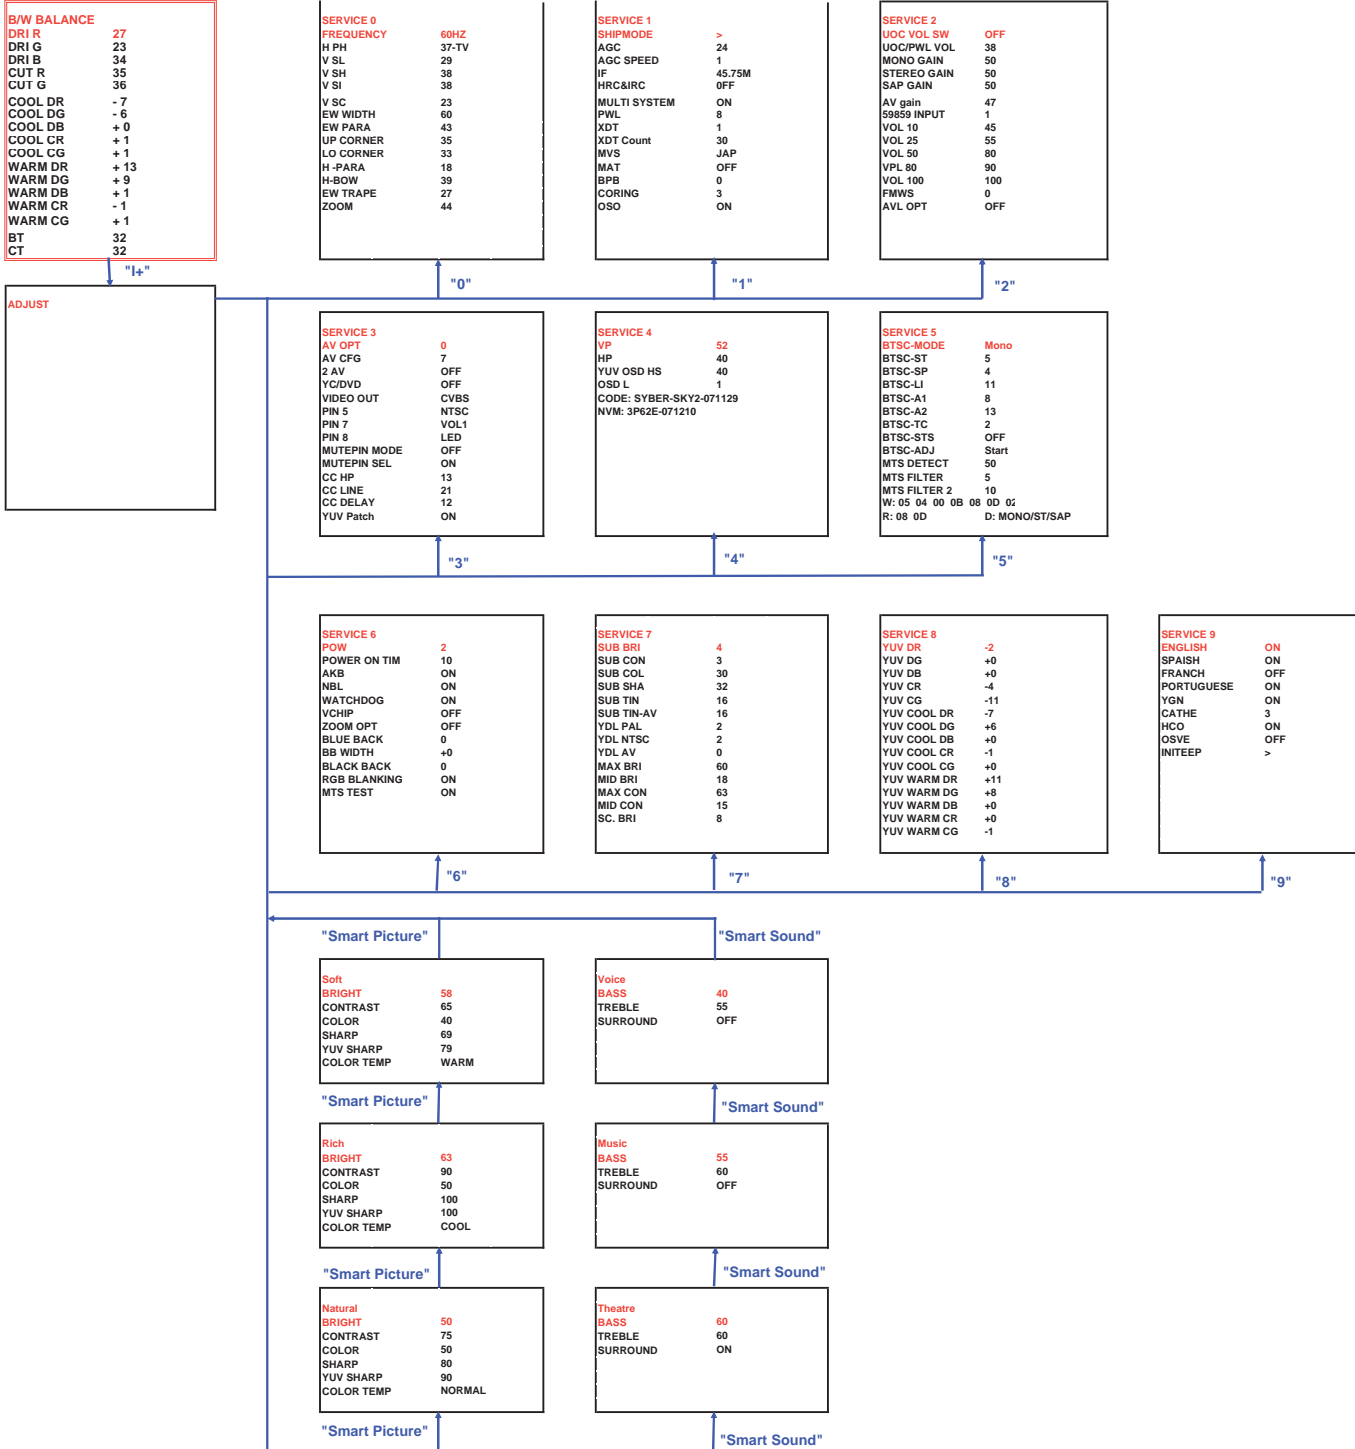 B/W BALANCE
DRI R 27
DRI G 23
DRI B 34
CUT R 35
CUT G 36
COOL DR - 7
COOL DG - 6
COOL DB + 0
COOL CR + 1
COOL CG + 1
WARM DR + 13
WARM DG + 9
WARM DB + 1
WARM CR - 1
WARM CG + 1
BT 32
CT 32
"I+"
ADJUST
SERVICE 0
FREQUENCY 60HZ
H PH 37-TV
V SL 29
V SH 38
V SI 38
V SC 23
EW WIDTH 60
EW PARA 43
UP CORNER 35
LO CORNER 33
H -PARA 18
H-BOW 39
EW TRAPE 27
ZOOM 44
"0"
SERVICE 1
SHIPMODE >
AGC 24
AGC SPEED 1
IF 45.75M
HRC&IRC 0FF
MULTI SYSTEM ON
PWL 8
XDT 1
XDT Count 30
MVS JAP
MAT OFF
BPB 0
CORING 3
OSO ON
"1"
SERVICE 2
UOC VOL SW OFF
UOC/PWL VOL 38
MONO GAIN 50
STEREO GAIN 50
SAP GAIN 50
AV gain 47
59859 INPUT 1
VOL 10 45
VOL 25 55
VOL 50 80
VPL 80 90
VOL 100 100
FMWS 0
AVL OPT OFF
"2"
SERVICE 3
AV OPT 0
AV CFG 7
2 AV OFF
YC/DVD OFF
VIDEO OUT CVBS
PIN 5 NTSC
PIN 7 VOL1
PIN 8 LED
MUTEPIN MODE OFF
MUTEPIN SEL ON
CC HP 13
CC LINE 21
CC DELAY 12
YUV Patch ON
"3"
SERVICE 4
VP 52
HP 40
YUV OSD HS 40
OSD L 1
CODE: SYBER-SKY2-071129
NVM: 3P62E-071210
"4"
SERVICE 5
BTSC-MODE Mono
BTSC-ST 5
BTSC-SP 4
BTSC-LI 11
BTSC-A1 8
BTSC-A2 13
BTSC-TC 2
BTSC-STS OFF
BTSC-ADJ Start
MTS DETECT 50
MTS FILTER 5
MTS FILTER 2 10
W: 05 04 00 0B 08 0D 02
R: 08 0D D: MONO/ST/SAP
"5"
SERVICE 6
POW 2
POWER ON TIM 10
AKB ON
NBL ON
WATCHDOG ON
VCHIP OFF
ZOOM OPT OFF
BLUE BACK 0
BB WIDTH +0
BLACK BACK 0
RGB BLANKING ON
MTS TEST ON
"6"
SERVICE 7
SUB BRI 4
SUB CON 3
SUB COL 30
SUB SHA 32
SUB TIN 16
SUB TIN-AV 16
YDL PAL 2
YDL NTSC 2
YDL AV 0
MAX BRI 60
MID BRI 18
MAX CON 63
MID CON 15
SC. BRI 8
"7"
SERVICE 8
YUV DR -2
YUV DG +0
YUV DB +0
YUV CR -4
YUV CG -11
YUV COOL DR -7
YUV COOL DG +6
YUV COOL DB +0
YUV COOL CR -1
YUV COOL CG +0
YUV WARM DR +11
YUV WARM DG +8
YUV WARM DB +0
YUV WARM CR +0
YUV WARM CG -1
"8"
SERVICE 9
ENGLISH ON
SPAISH ON
FRANCH OFF
PORTUGUESE ON
YGN ON
CATHE 3
HCO ON
OSVE OFF
INITEEP >
"9"
"Smart Picture"
"Smart Sound"
Soft
BRIGHT 58
CONTRAST 65
COLOR 40
SHARP 69
YUV SHARP 79
COLOR TEMP WARM
"Smart Picture"
Voice
BASS 40
TREBLE 55
SURROUND OFF
"Smart Sound"
Rich
BRIGHT 63
CONTRAST 90
COLOR 50
SHARP 100
YUV SHARP 100
COLOR TEMP COOL
"Smart Picture"
Music
BASS 55
TREBLE 60
SURROUND OFF
"Smart Sound"
Natural
BRIGHT 50
CONTRAST 75
COLOR 50
SHARP 80
YUV SHARP 90
COLOR TEMP NORMAL
"Smart Picture"
Theatre
BASS 60
TREBLE 60
SURROUND ON
"Smart Sound"